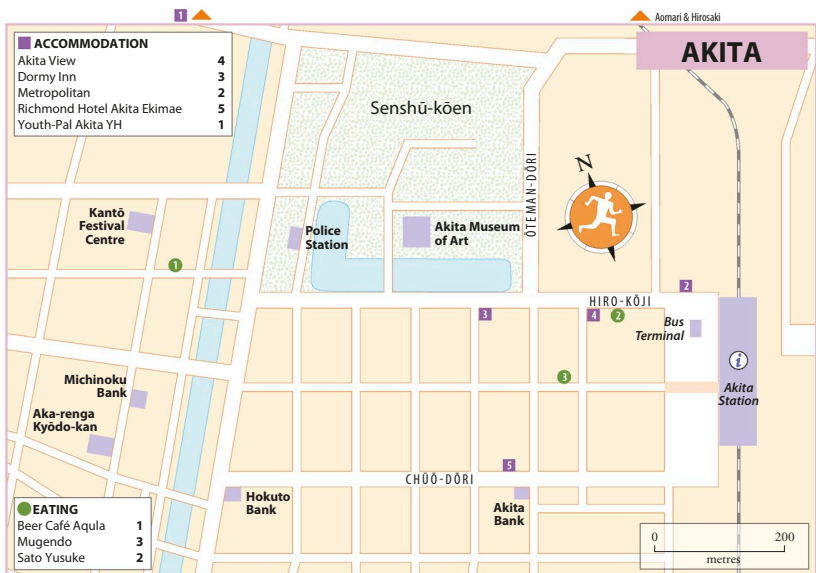 1
Aomari & Hirosaki
AKITA
ACCOMMODATION
Akita View 4
Dormy Inn 3
Metropolitan 2
Richmond Hotel Akita Ekimae 5
Youth-Pal Akita YH 1
Senshū-kōen
ŌTEMAN-DŌRI
N
Kantō
Festival
Centre
Police
Station
Akita Museum
of Art
1
2
HIRO-KŌJI
3
4
2
Bus
Terminal
i
Akita
Station
3
Michinoku
Bank
Aka-renga
Kyōdo-kan
5
CHŪŌ-DŌRI
Hokuto
Bank
Akita
Bank
EATING
Beer Café Aqula 1
Mugendo 3
Sato Yusuke 2
0 200
metres